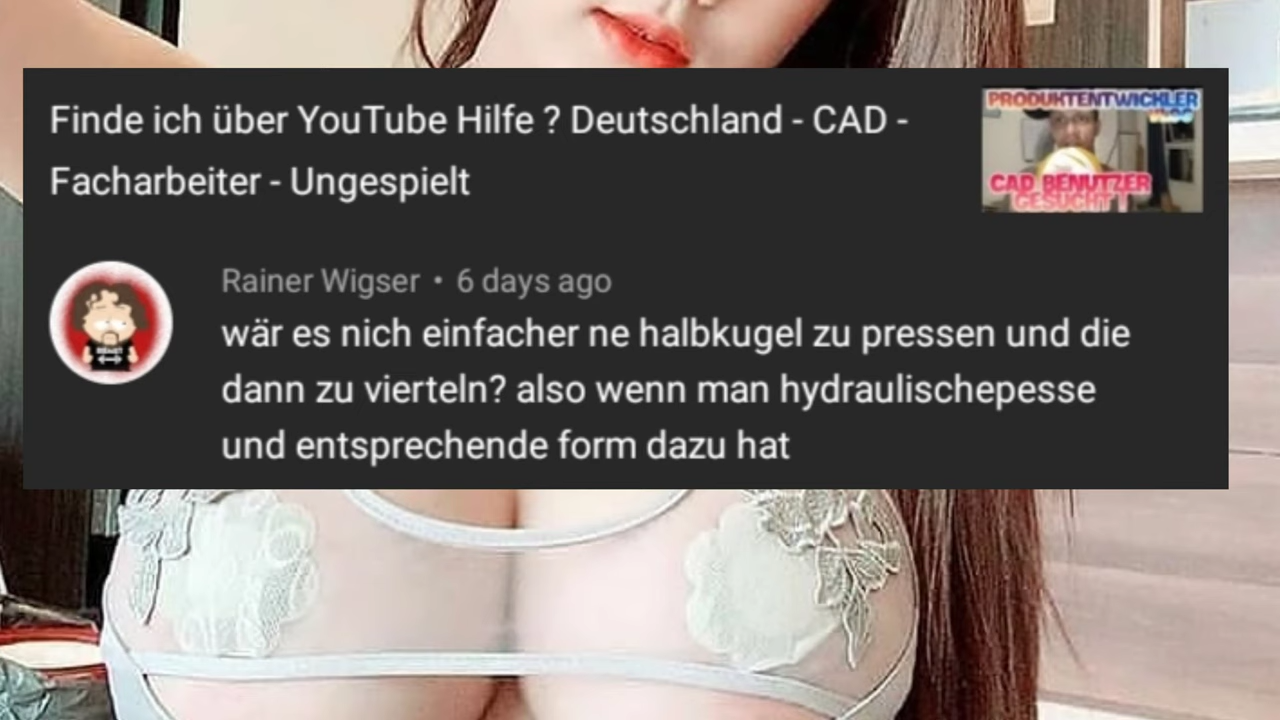 Finde ich über YouTube Hilfe ? Deutschland - CAD -
Facharbeiter - Ungespielt
PRODUKTENTWICKLER
VLOG
CAD BENUTZER
GESUCHT !
Rainer Wigser • 6 days ago
wär es nich einfacher ne halbkugel zu pressen und die
dann zu vierteln? also wenn man hydraulischepesse
und entsprechende form dazu hat